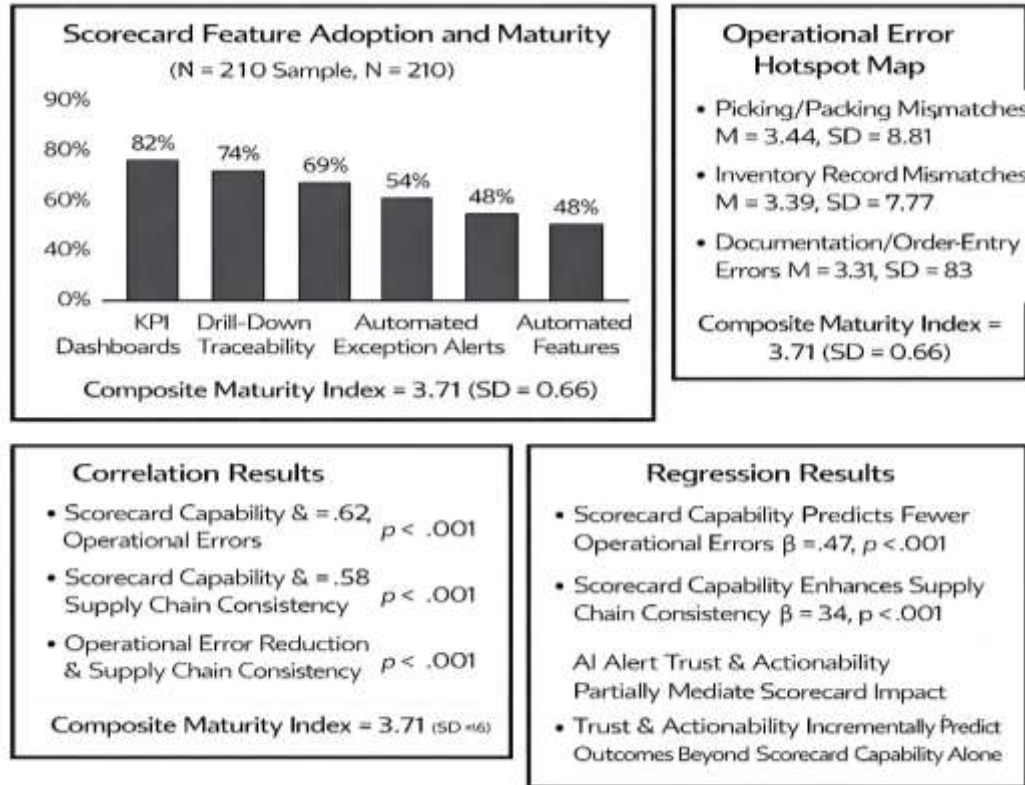 Scorecard Feature Adoption and Maturity
(N = 210 Sample, N = 210)
90%
80%
60%
40%
0%
82%
74%
69%
54%
48%
48%
KPI
Dashboards
Drill-Down
Traceability
Automated
Exception Alerts
Automated
Features
Composite Maturity Index = 3.71 (SD = 0.66)
Operational Error
Hotspot Map
• Picking/Packing Mismatches
M = 3.44, SD = 8.81
• Inventory Record Mismatches
M = 3.39, SD = 7.77
• Documentation/Order-Entry
Errors M = 3.31, SD = 83
Composite Maturity Index =
3.71 (SD = 0.66)
Correlation Results
• Scorecard Capability & = .62,
Operational Errors p < .001
• Scorecard Capability & = .58
Supply Chain Consistency p < .001
• Operational Error Reduction
& Supply Chain Consistency p < .001
Composite Maturity Index = 3.71 (SD
Regression Results
• Scorecard Capability Predicts Fewer
Operational Errors β = .47, p < .001
• Scorecard Capability Enhances Supply
Chain Consistency β = 34, p < .001
AI Alert Trust & Actionability
Partially Mediate Scorecard Impact
• Trust & Actionability Incrementally Predict
Outcomes Beyond Scorecard Capability Alone